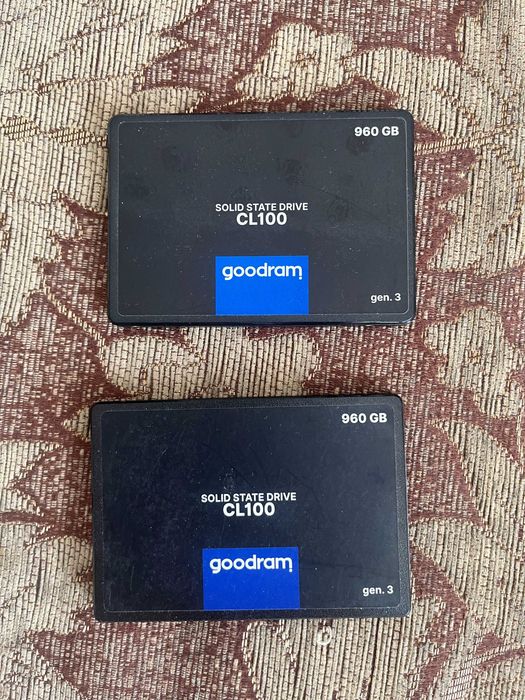 960 GB
SOLID STATE DRIVE
CL100
goodram
gen. 3
960 GB
SOLID STATE DRIVE
CL100
goodram
gen. 3